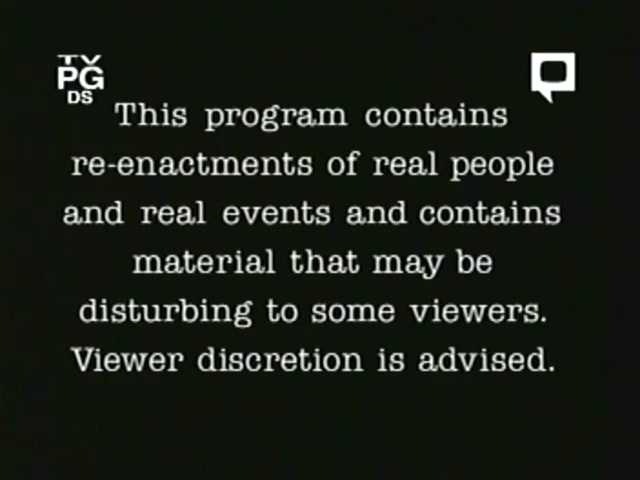 TV
PG
DS
This program contains
re-enactments of real people
and real events and contains
material that may be
disturbing to some viewers.
Viewer discretion is advised.